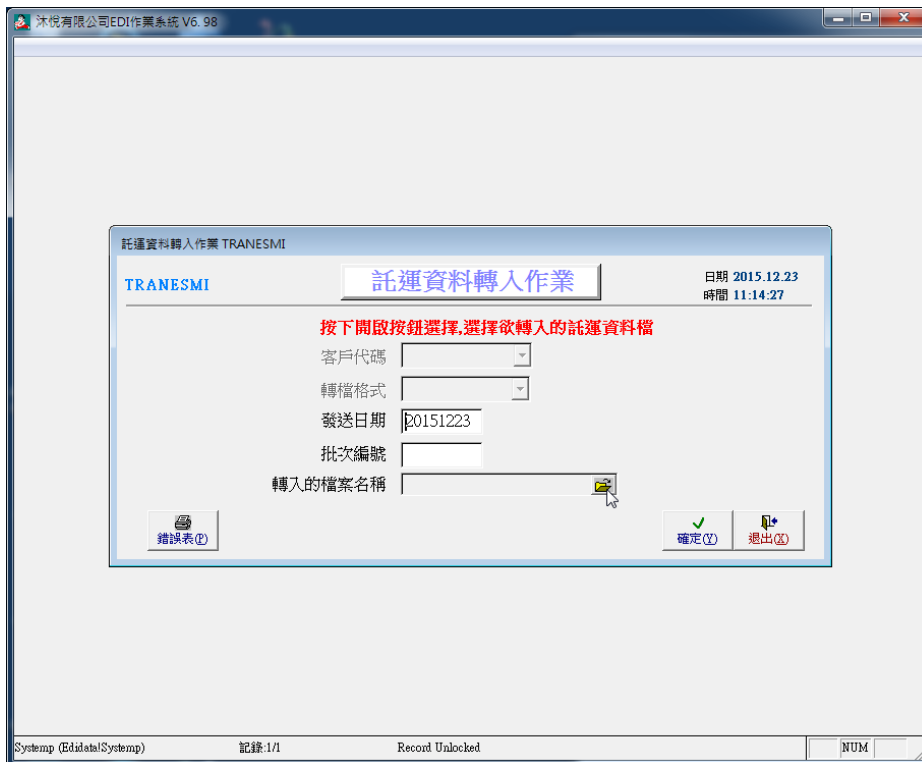 沐悅有限公司EDI作業系統 V6. 98
託運資料轉入作業 TRANESMI
TRANESMI
託運資料轉入作業
日期 2015.12.23
時間 11:14:27
按下開啟按鈕選擇,選擇欲轉入的託運資料檔
客戶代碼
轉檔格式
發送日期 20151223
批次編號
轉入的檔案名稱
錯誤表(P)
確定(Y)
退出(X)
Systemp (Edidata!Systemp) 記錄:1/1 Record Unlocked NUM